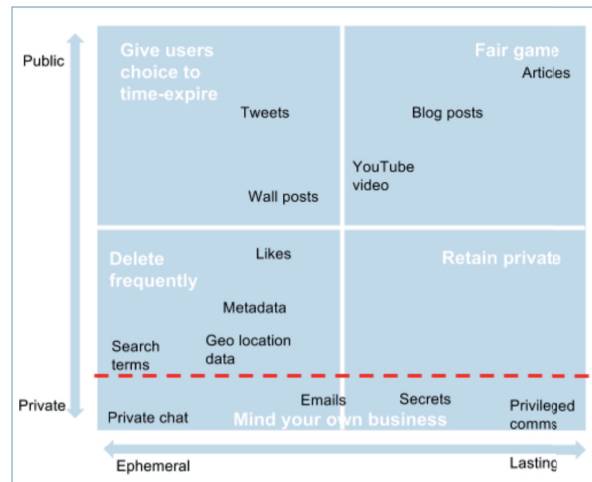 Public
Give users
choice to
time-expire
Fair game
Articles
Tweets
Blog posts
YouTube
video
Wall posts
Delete
frequently
Likes
Retain private
Metadata
Search
terms
Geo location
data
Private
Private chat
Emails
Secrets
Privileged
comms
Mind your own business
Ephemeral
Lasting